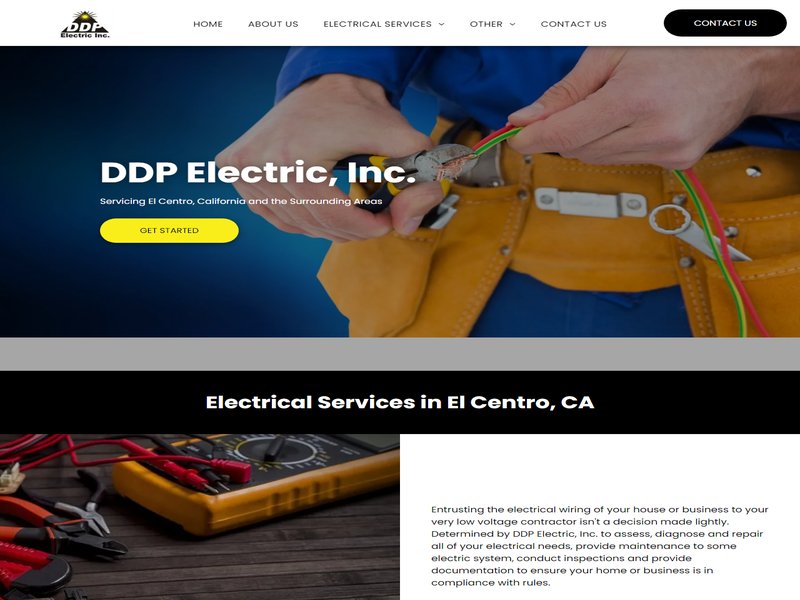 DDP
Electric Inc.
HOME
ABOUT US
ELECTRICAL SERVICES
OTHER
CONTACT US
CONTACT US
DDP Electric, Inc.
Servicing El Centro, California and the Surrounding Areas
GET STARTED
Electrical Services in El Centro, CA
Entrusting the electrical wiring of your house or business to your
very low voltage contractor isn't a decision made lightly.
Determined by DDP Electric, Inc. to assess, diagnose and repair
all of your electrical needs, provide maintenance to some
electric system, conduct inspections and provide
documentation to ensure your home or business is in
compliance with rules.